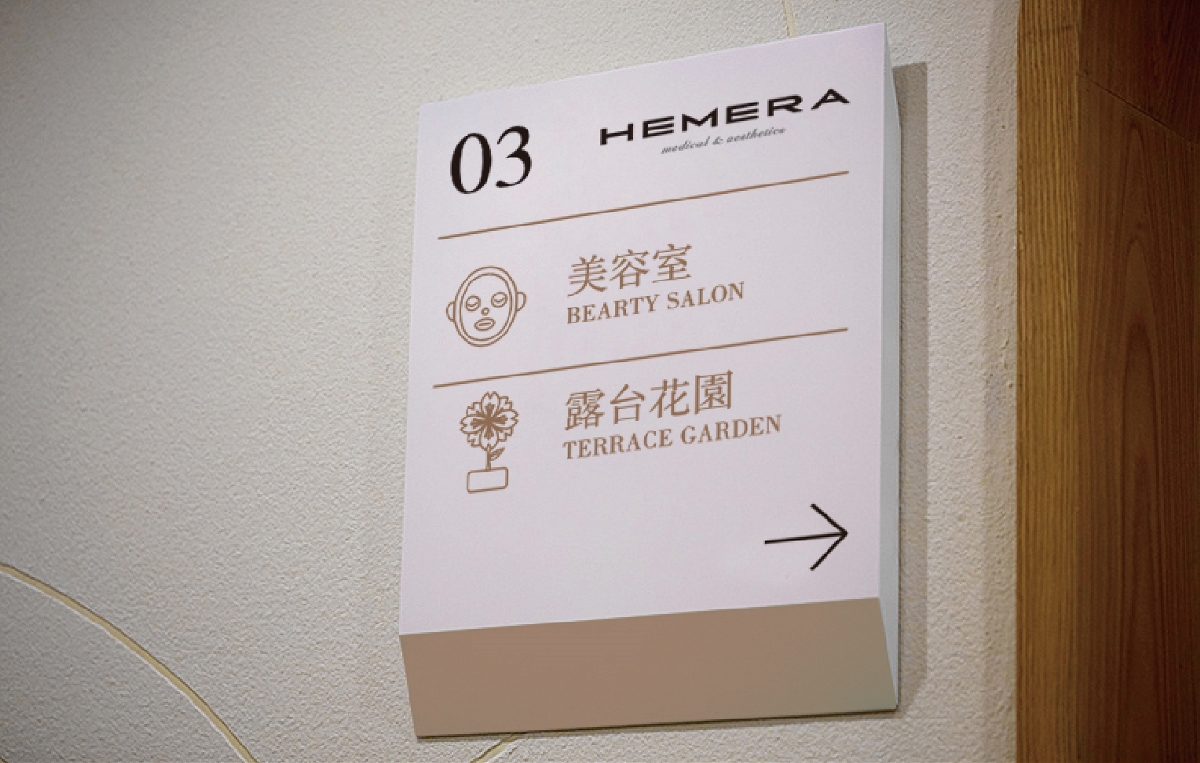 03
HEMERA
medical & aesthetics
美容室
BEARTY SALON
露台花園
TERRACE GARDEN